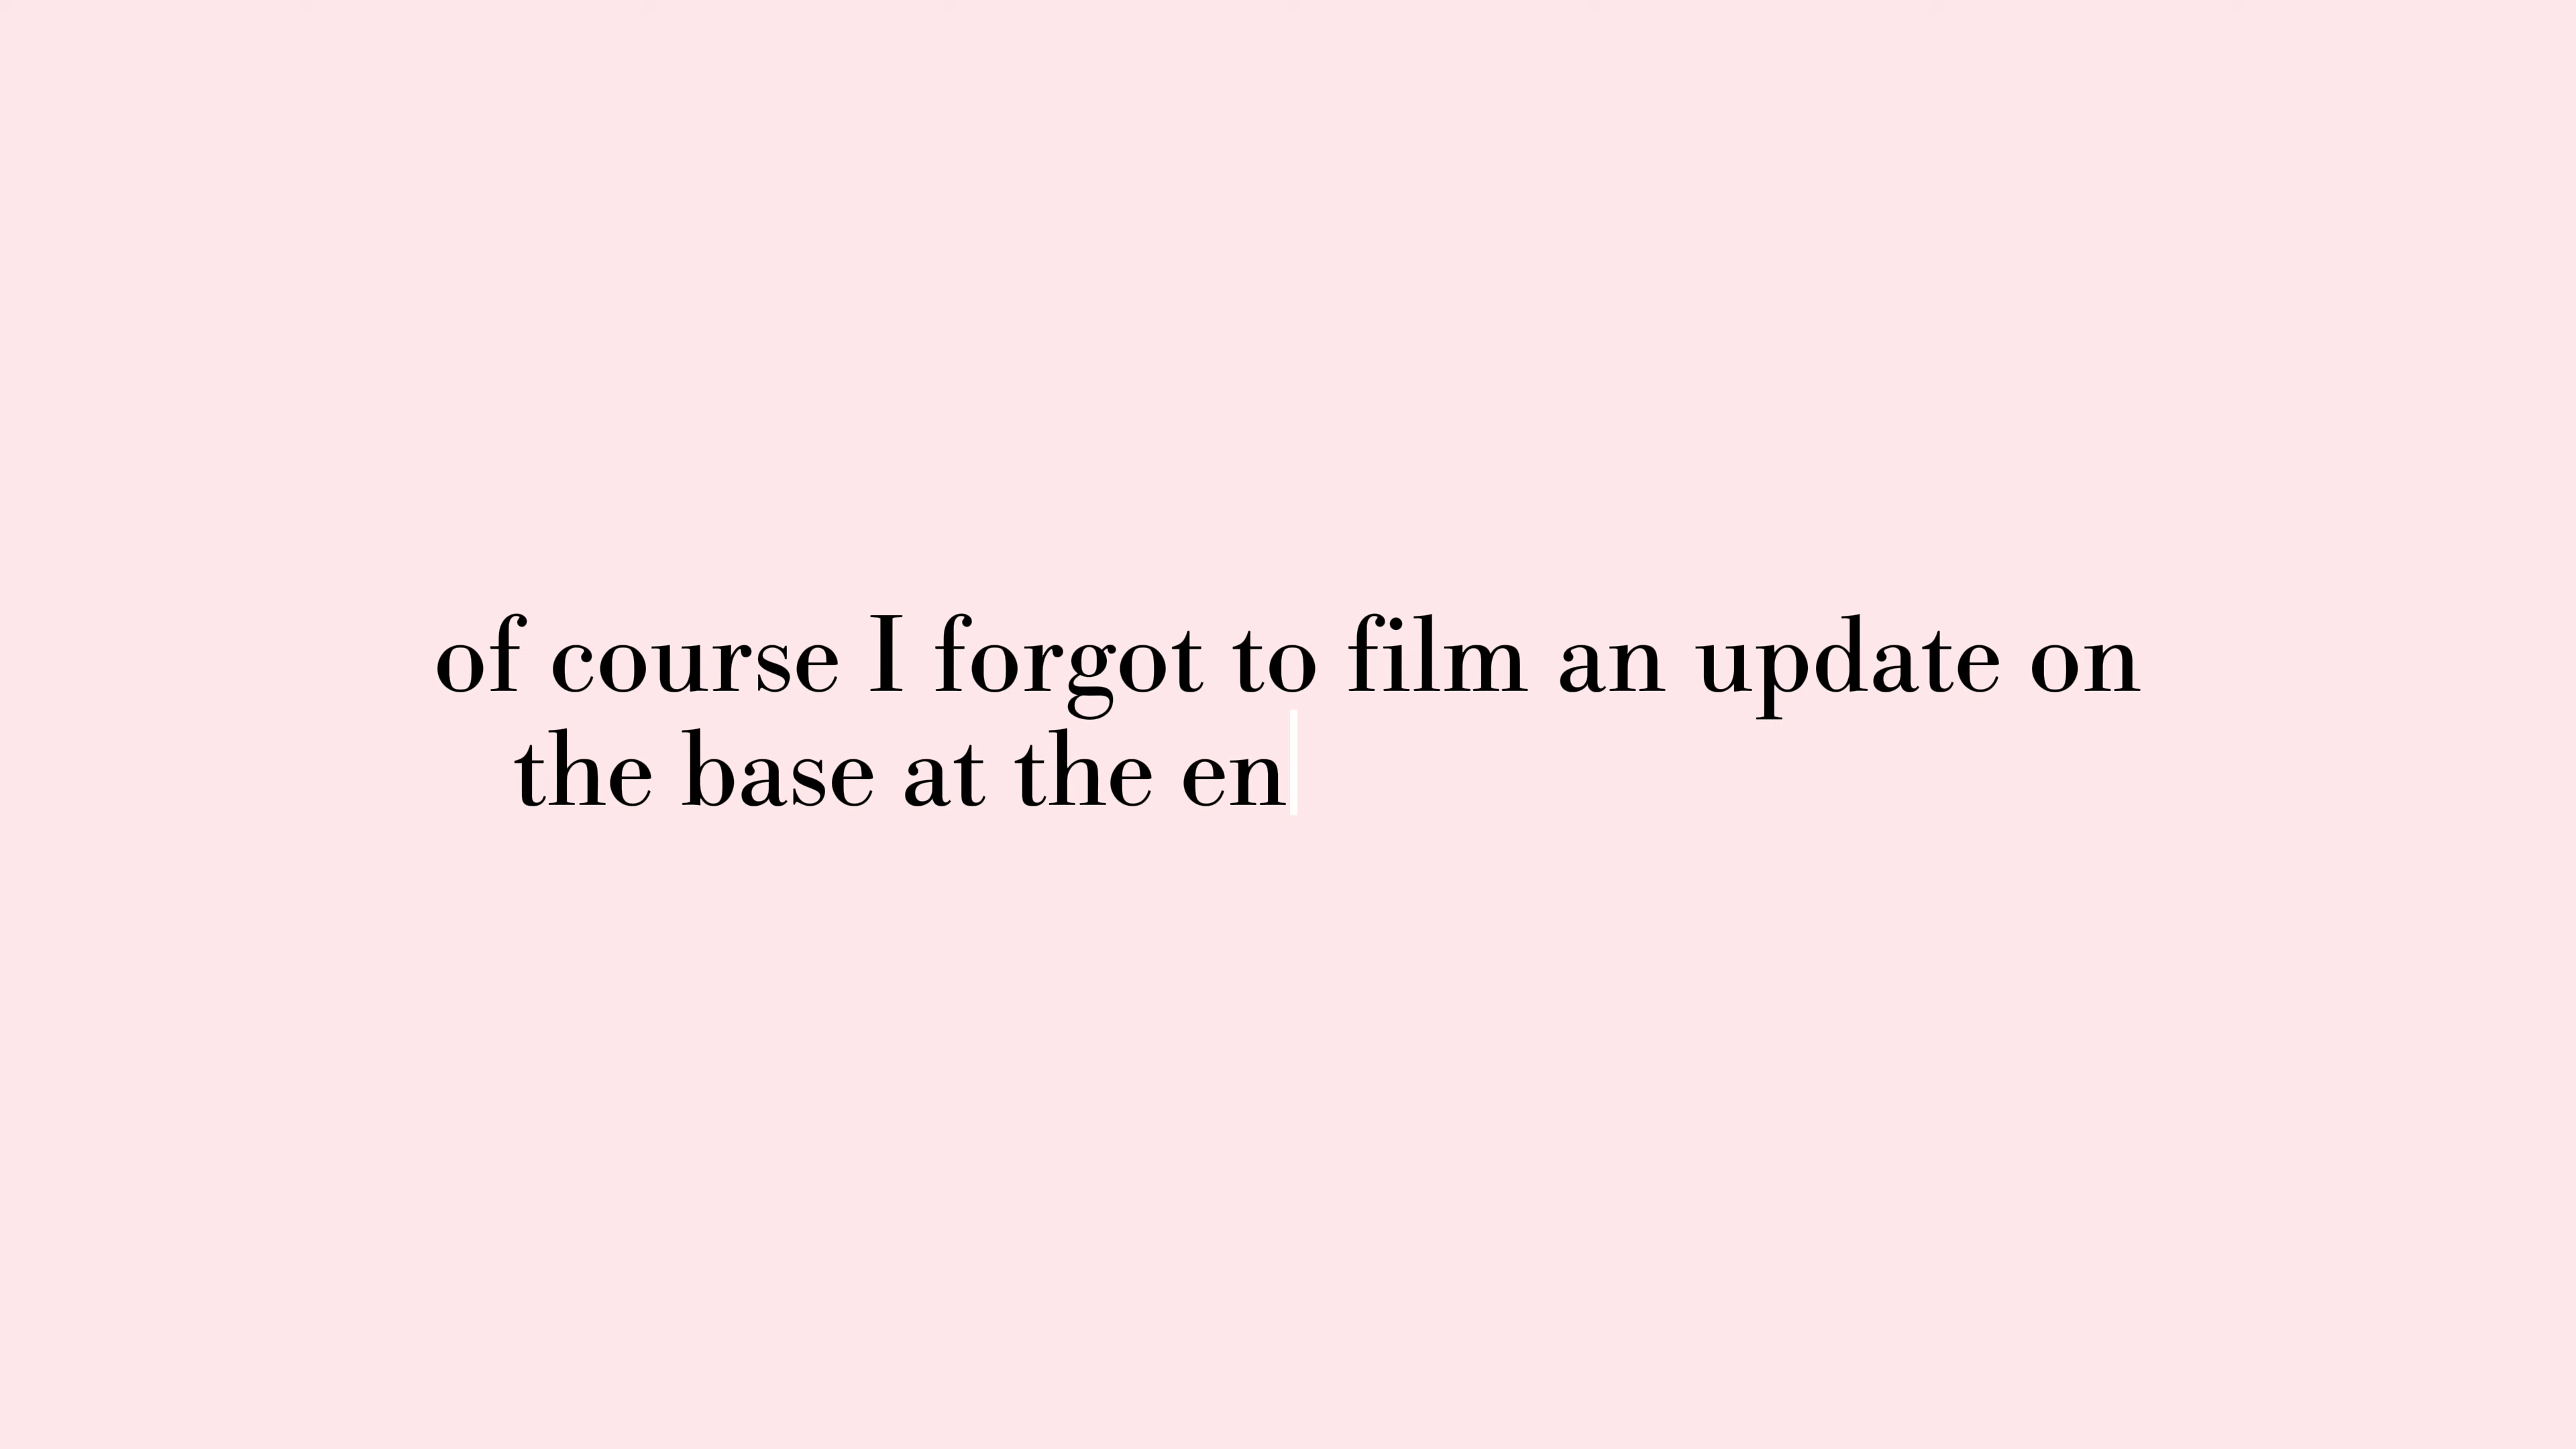 of course I forgot to film an update on
the base at the en